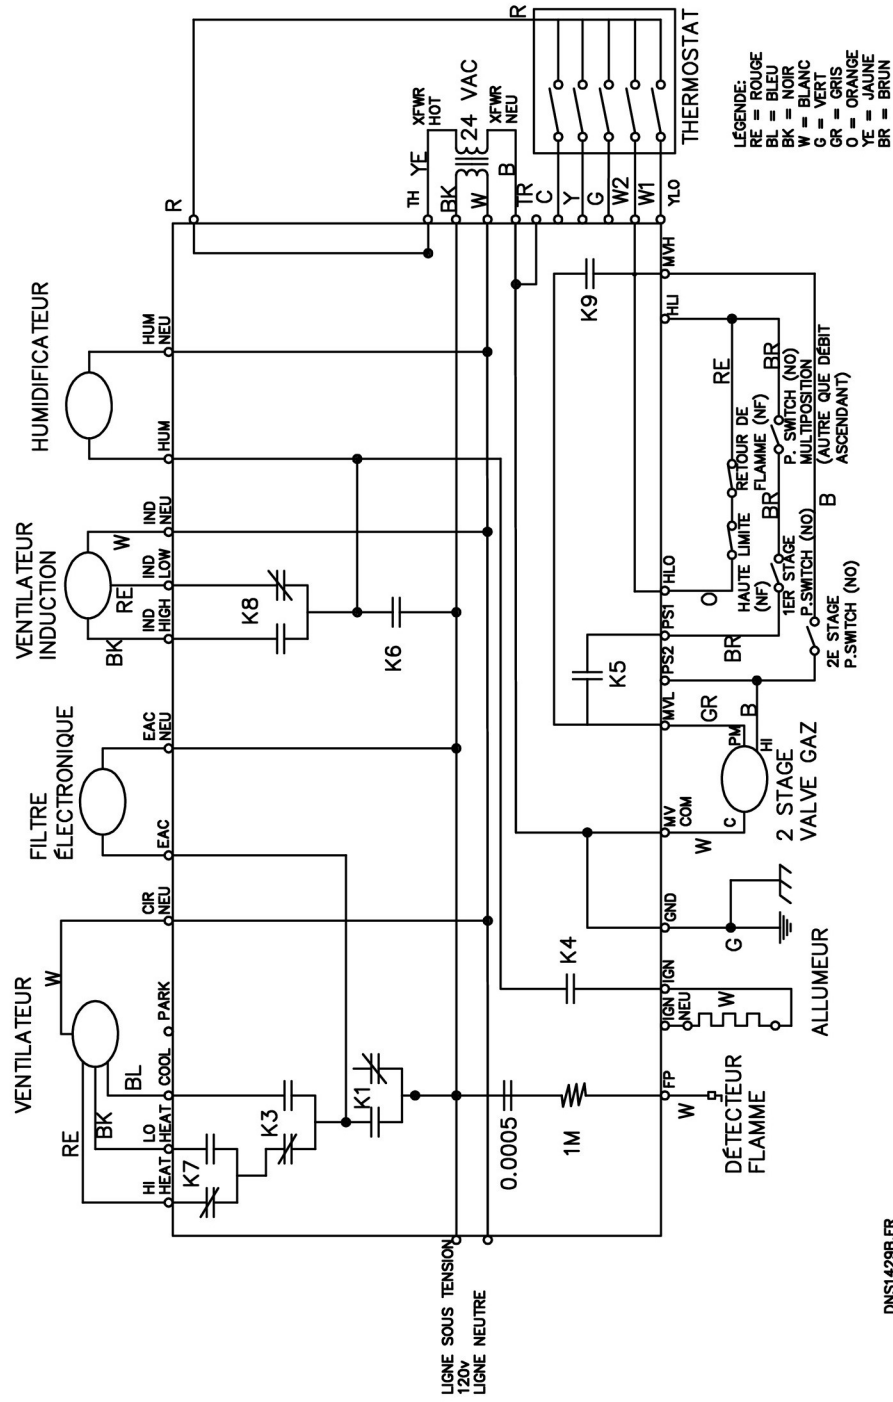 VENTILATEUR
FILTRE
ÉLECTRONIQUE
VENTILATEUR
INDUCTION
HUMIDIFICATEUR
RE
BK
BL
W
BK
RE
W
HI
HEAT
LO
HEAT
COOL
PARK
CIR
NEU
EAC
EAC
NEU
IND
HIGH
IND
LOW
IND
NEU
HUM
HUM
NEU
R
R
K7
K3
K1
K8
K6
TH
YE
XFWR
HOT
BK
24 VAC
W
XFWR
NEU
B
TR
C
Y
G
W2
W1
YLO
THERMOSTAT
LIGNE SOUS TENSION
120v
LIGNE NEUTRE
0.0005
1M
K4
K5
K9
FP
IGN
NEU
IGN
GND
MV
COM
MVL
PS2
PS1
HLO
HLI
MVH
W
DÉTECTEUR
FLAMME
W
ALLUMEUR
G
W
C
PM
HI
GR
B
2 STAGE
VALVE GAZ
BR
O
HAUTE LIMITE
(NF)
RETOUR DE
FLAMME (NF)
RE
1ER STAGE
P.SWITCH (NO)
BR
BR
P. SWITCH (NO)
MULTIPOSITION
(AUTRE QUE DÉBIT
ASCENDANT)
2E STAGE
P.SWITCH (NO)
B
LÉGENDE:
RE = ROUGE
BL = BLEU
BK = NOIR
W = BLANC
G = VERT
GR = GRIS
O = ORANGE
YE = JAUNE
BR = BRUN
DNS1429B FR